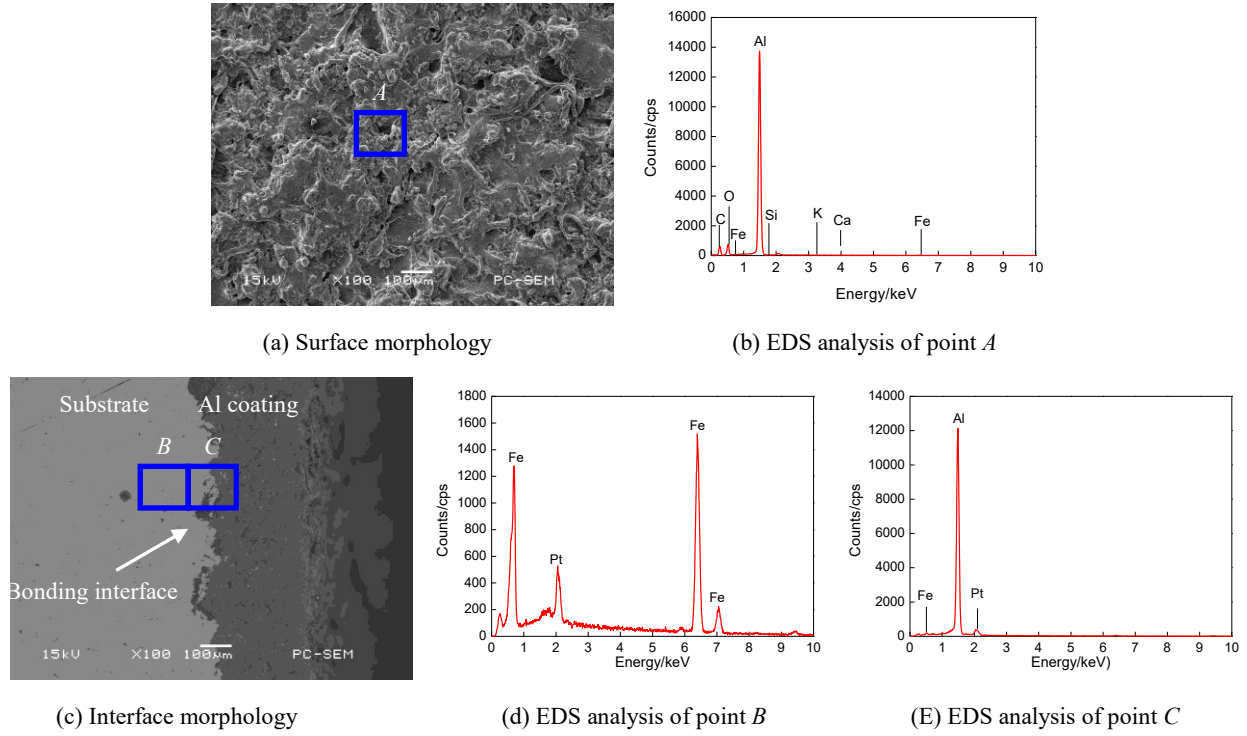 A
15kV ×100 100μm PC-SEM
(a) Surface morphology
16000
14000
12000
10000
8000
6000
4000
2000
0
Counts/cps
Al
O
C
Fe
Si
K
Ca
Fe
0 1 2 3 4 5 6 7 8 9 10
Energy/keV
(b) EDS analysis of point A
Substrate Al coating
B C
Bonding interface
15kV ×100 100μm PC-SEM
(c) Interface morphology
1800
1600
1400
1200
1000
800
600
400
200
0
Counts/cps
Fe
Pt
Fe
Fe
0 1 2 3 4 5 6 7 8 9 10
Energy/keV
(d) EDS analysis of point B
14000
12000
10000
8000
6000
4000
2000
0
Counts/cps
Al
Fe
Pt
0 1 2 3 4 5 6 7 8 9 10
Energy/keV)
(E) EDS analysis of point C